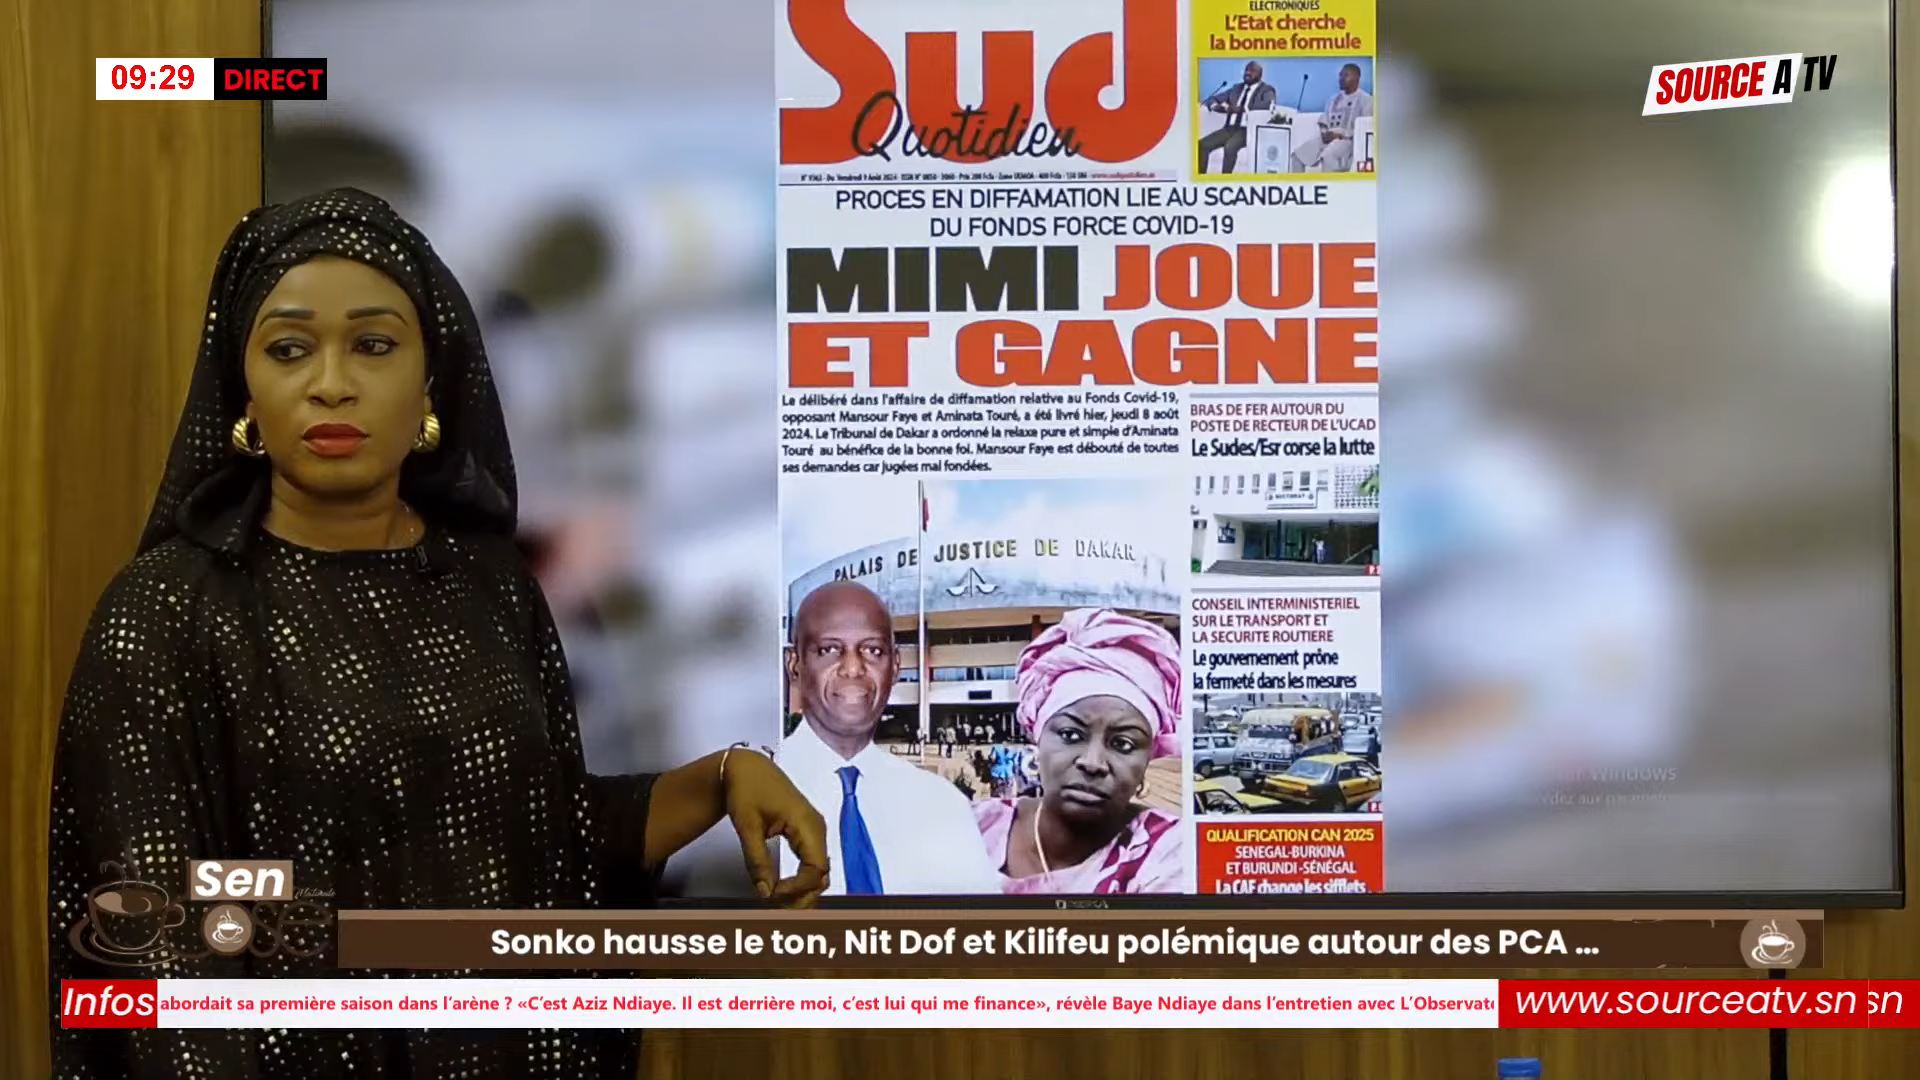 09:29 DIRECT
SOURCE A TV
Sud
Quotidien
ELECTRONIQUES
L'Etat cherche
la bonne formule
PROCES EN DIFFAMATION LIE AU SCANDALE
DU FONDS FORCE COVID-19
MIMI JOUE
ET GAGNE
Le délibéré dans l'affaire de diffamation relative au Fonds Covid-19,
opposant Mansour Faye et Aminata Touré, a été livré hier, jeudi 8 août
2024. Le Tribunal de Dakar a ordonné la relaxe pure et simple d'Aminata
Touré au bénéfice de la bonne foi. Mansour Faye est débouté de toutes
ses demandes car jugées mal fondées.
PALAIS DE JUSTICE DE DAKAR
BRAS DE FER AUTOUR DU
POSTE DE RECTEUR DE L'UCAD
Le Sudes/Esr corse la lutte
CONSEIL INTERMINISTERIEL
SUR LE TRANSPORT ET
LA SECURITE ROUTIERE
Le gouvernement prône
la fermeté dans les mesures
QUALIFICATION CAN 2025
SENEGAL-BURKINA
ET BURUNDI-SÉNÉGAL
La CAF change les sifflets
Sen
Sonko hausse le ton, Nit Dof et Kilifeu polémique autour des PCA ...
Infos abordait sa première saison dans l'arène ? «C'est Aziz Ndiaye. Il est derrière moi, c'est lui qui me finance», révèle Baye Ndiaye dans l'entretien avec L'Observat
www.sourceatv.sn sn